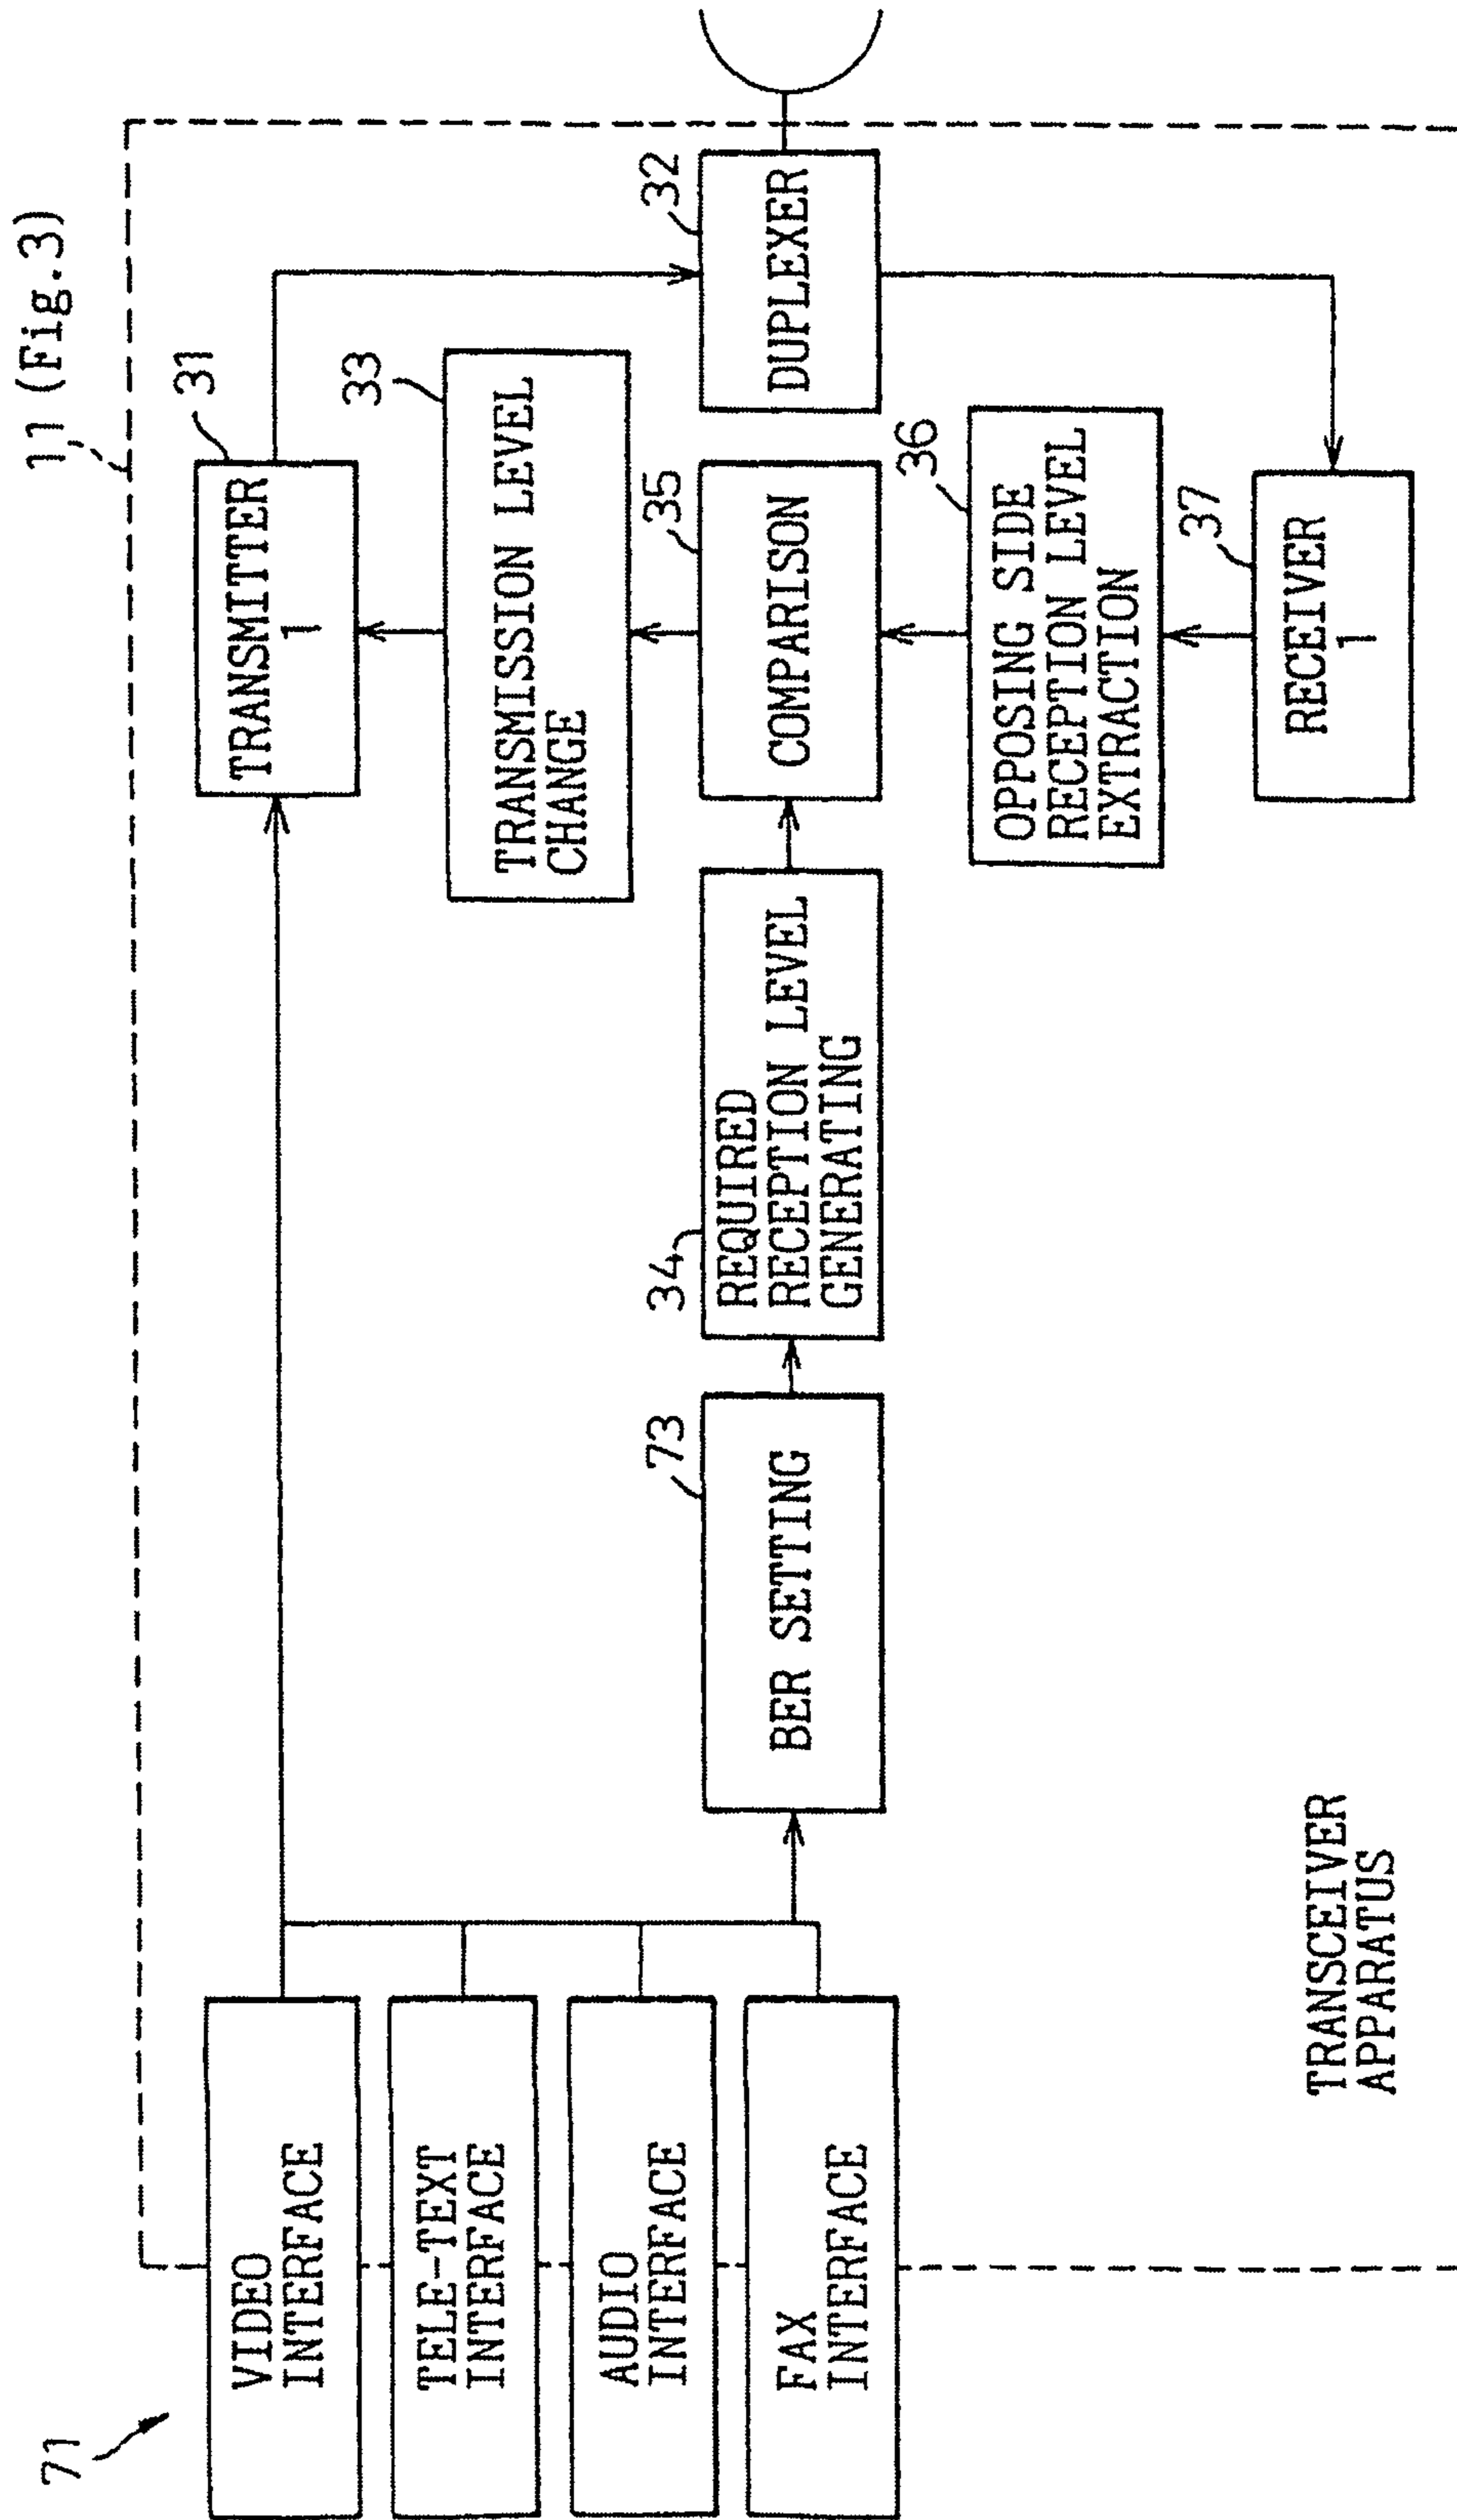 11 (Fig.3)
71
VIDEO
INTERFACE
TELE-TEXT
INTERFACE
AUDIO
INTERFACE
FAX
INTERFACE
TRANSMITTER
1
31
TRANSMISSION LEVEL
CHANGE
33
BER SETTING
73
REQUIRED
RECEPTION LEVEL
GENERATING
34
COMPARISON
35
DUPLEXER
32
OPPOSING SIDE
RECEPTION LEVEL
EXTRACTION
36
RECEIVER
1
37
TRANSCEIVER
APPARATUS